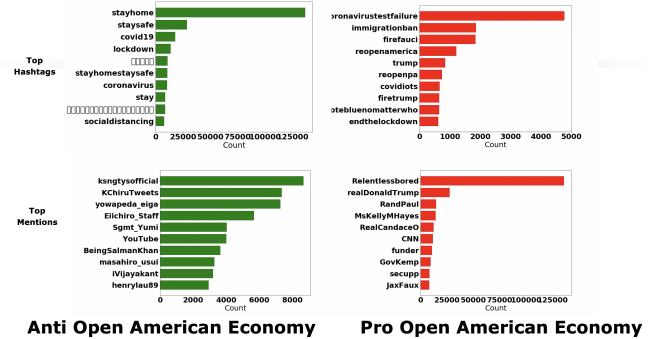 Top
Hashtags
stayhome
staysafe
covid19
lockdown
stayhomestaysafe
coronavirus
stay
socialdistancing
0 25000 50000 75000 100000 125000
Count
oronavirustestfailure
immigrationban
firefauci
reopenamerica
trump
reopenpa
covidiots
firetrump
otebluenomatterwho
endthelockdown
0 1000 2000 3000 4000 5000
Count
Top
Mentions
ksngtysofficial
KChiruTweets
yowapeda_eiga
Eiichiro_Staff
Sgmt_Yumi
YouTube
BeingSalmanKhan
masahiro_usui
iVijayakant
henrylau89
0 2000 4000 6000 8000
Count
Relentlessbored
realDonaldTrump
RandPaul
MsKellyMHayes
RealCandaceO
CNN
funder
GovKemp
secupp
JaxFaux
0 25000 50000 75000 100000 125000
Count
Anti Open American Economy
Pro Open American Economy